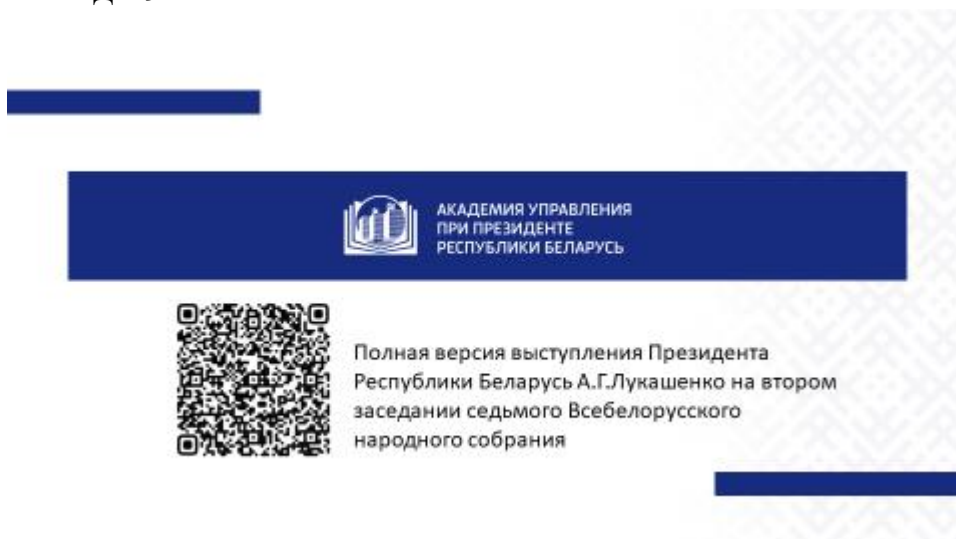 АКАДЕМИЯ УПРАВЛЕНИЯ
ПРИ ПРЕЗИДЕНТЕ
РЕСПУБЛИКИ БЕЛАРУСЬ
Полная версия выступления Президента
Республики Беларусь А.Г.Лукашенко на втором
заседании седьмого Всебелорусского
народного собрания